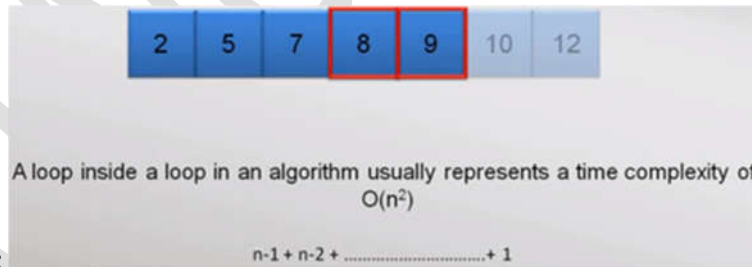 2 5 7 8 9 10 12
A loop inside a loop in an algorithm usually represents a time complexity of
O(n²)
n-1 + n-2 + ..............................+ 1